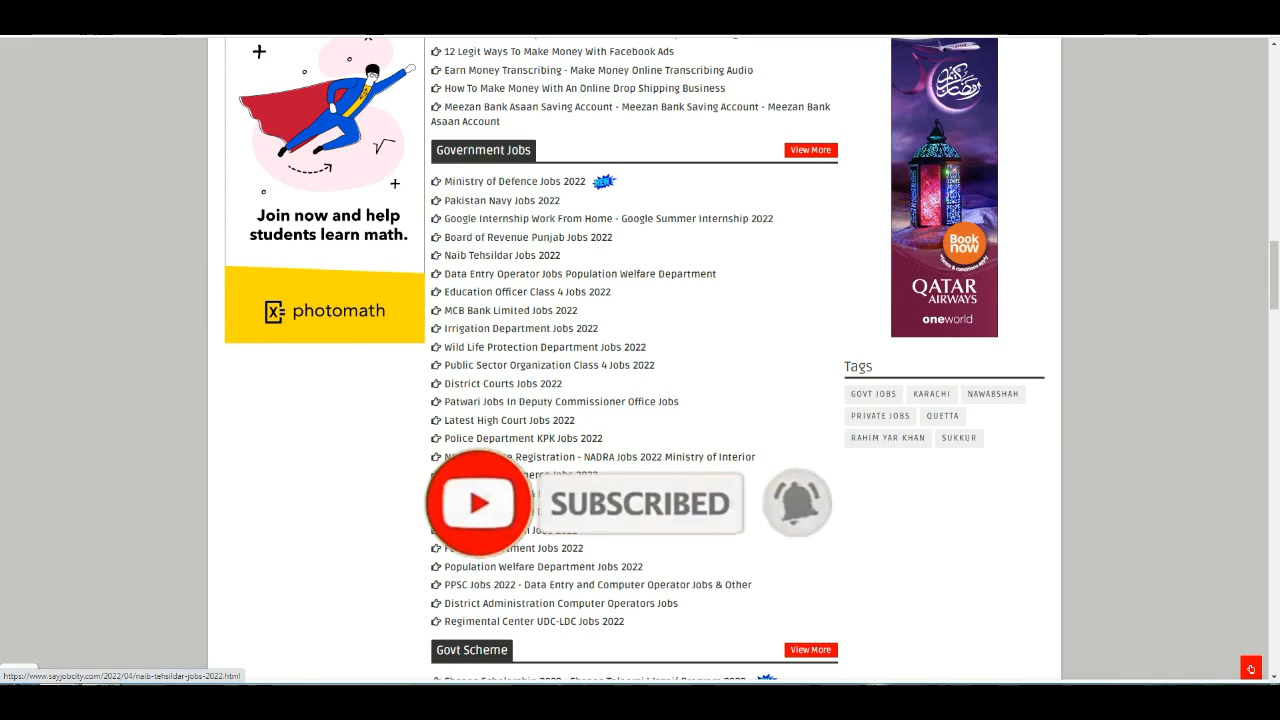 12 Legit Ways To Make Money With Facebook Ads
Earn Money Transcribing - Make Money Online Transcribing Audio
How To Make Money With An Online Drop Shipping Business
Meezan Bank Asaan Saving Account - Meezan Bank Saving Account - Meezan Bank
Asaan Account
Government Jobs
View More
Ministry of Defence Jobs 2022 NEW
Pakistan Navy Jobs 2022
Google Internship Work From Home - Google Summer Internship 2022
Board of Revenue Punjab Jobs 2022
Naib Tehsildar Jobs 2022
Data Entry Operator Jobs Population Welfare Department
Education Officer Class 4 Jobs 2022
MCB Bank Limited Jobs 2022
Irrigation Department Jobs 2022
Wild Life Protection Department Jobs 2022
Public Sector Organization Class 4 Jobs 2022
District Courts Jobs 2022
Patwari Jobs In Deputy Commissioner Office Jobs
Latest High Court Jobs 2022
Police Department KPK Jobs 2022
Registration - NADRA Jobs 2022 Ministry of Interior
SUBSCRIBED
Jobs 2022
Population Welfare Department Jobs 2022
PPSC Jobs 2022 - Data Entry and Computer Operator Jobs & Other
District Administration Computer Operators Jobs
Regimental Center UDC-LDC Jobs 2022
Govt Scheme
View More
Join now and help
students learn math.
photomath
Book
now
*Terms & conditions apply
QATAR
AIRWAYS
oneworld
Tags
GOVT JOBS
KARACHI
NAWABSHAH
PRIVATE JOBS
QUETTA
RAHIM YAR KHAN
SUKKUR
https://www.sayjobcity.com/2022/04/naib-tehsildar-jobs-2022.html